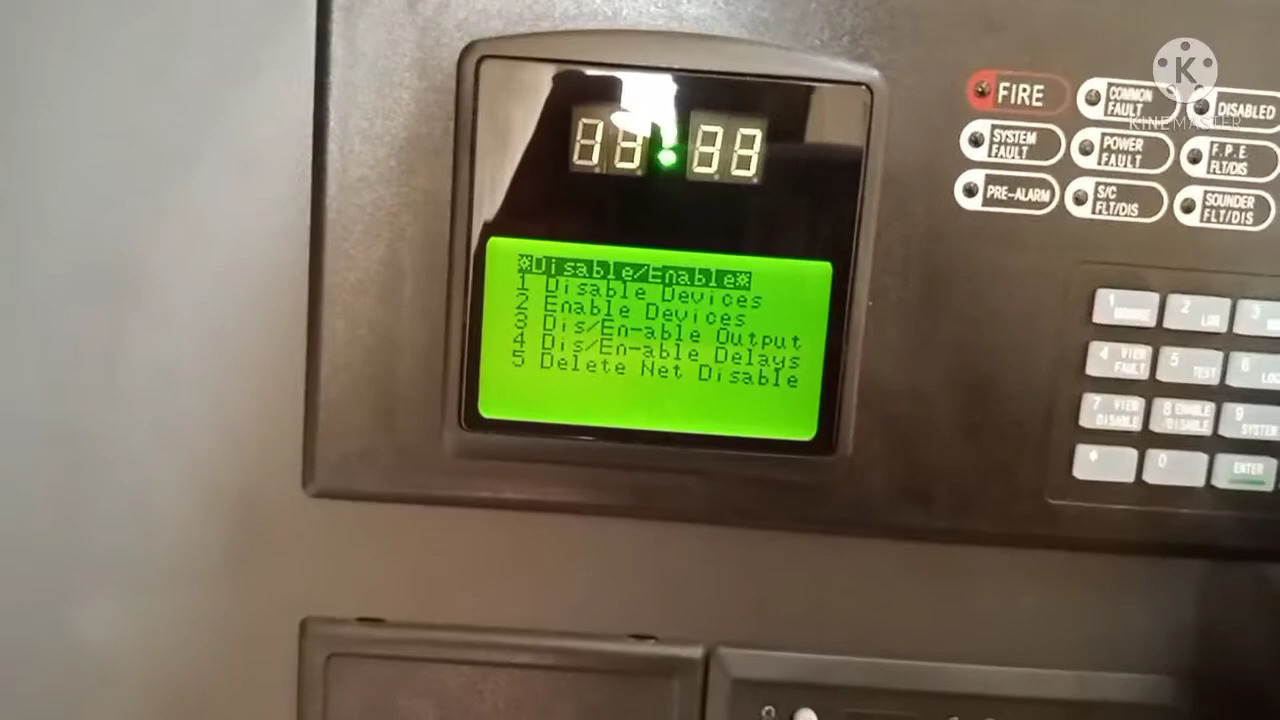 *Disable/Enable*
1 Disable Devices
2 Enable Devices
3 Dis/En-able Output
4 Dis/En-able Delays
5 Delete Net Disable
FIRE
COMMON FAULT
DISABLED
SYSTEM FAULT
POWER FAULT
F.P.E FLT/DIS
PRE-ALARM
S/C FLT/DIS
SOUNDER FLT/DIS
K
KINEMASTER
1
2
3
4 VIEW FAULT
5 TEST
6
7 VIEW DISABLE
8 ENABLE /DISABLE
9 SYSTEM
*
0
ENTER